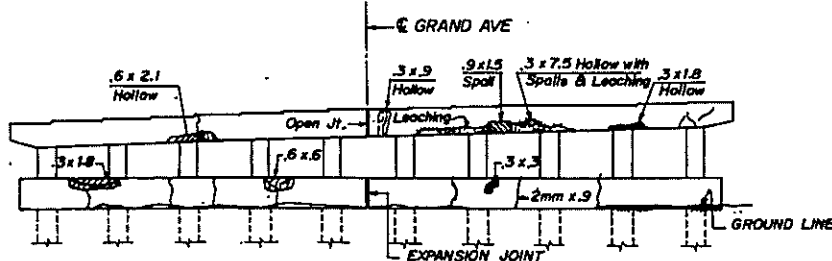 ℄ GRAND AVE
.6 x 2.1
Hollow
.3 x .9
Hollow
.9 x 1.5
Spall
.3 x 7.5 Hollow with
Spalls & Leaching
.3 x 1.8
Hollow
Open Jt.
Leaching
.3 x 1.8
.6 x .6
.3 x .3
2mm x .9
GROUND LINE
EXPANSION JOINT